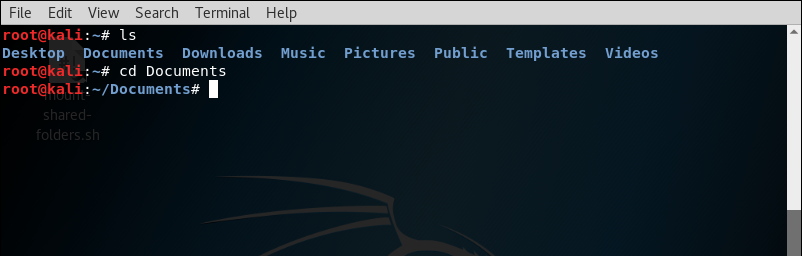 File Edit View Search Terminal Help
root@kali:~# ls
Desktop Documents Downloads Music Pictures Public Templates Videos
root@kali:~# cd Documents
root@kali:~/Documents#
mount-
shared-
folders.sh